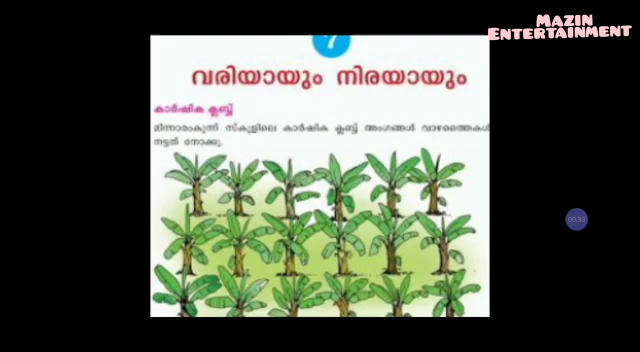 MAZIN
ENTERTAINMENT
7
വരിയായും നിരയായും
കാർഷിക ക്ലബ്ബ്
മിന്നാരംകുന്ന് സ്കൂളിലെ കാർഷിക ക്ലബ്ബ് അംഗങ്ങൾ വാഴത്തൈകൾ
നട്ടത് നോക്കൂ.
00:33